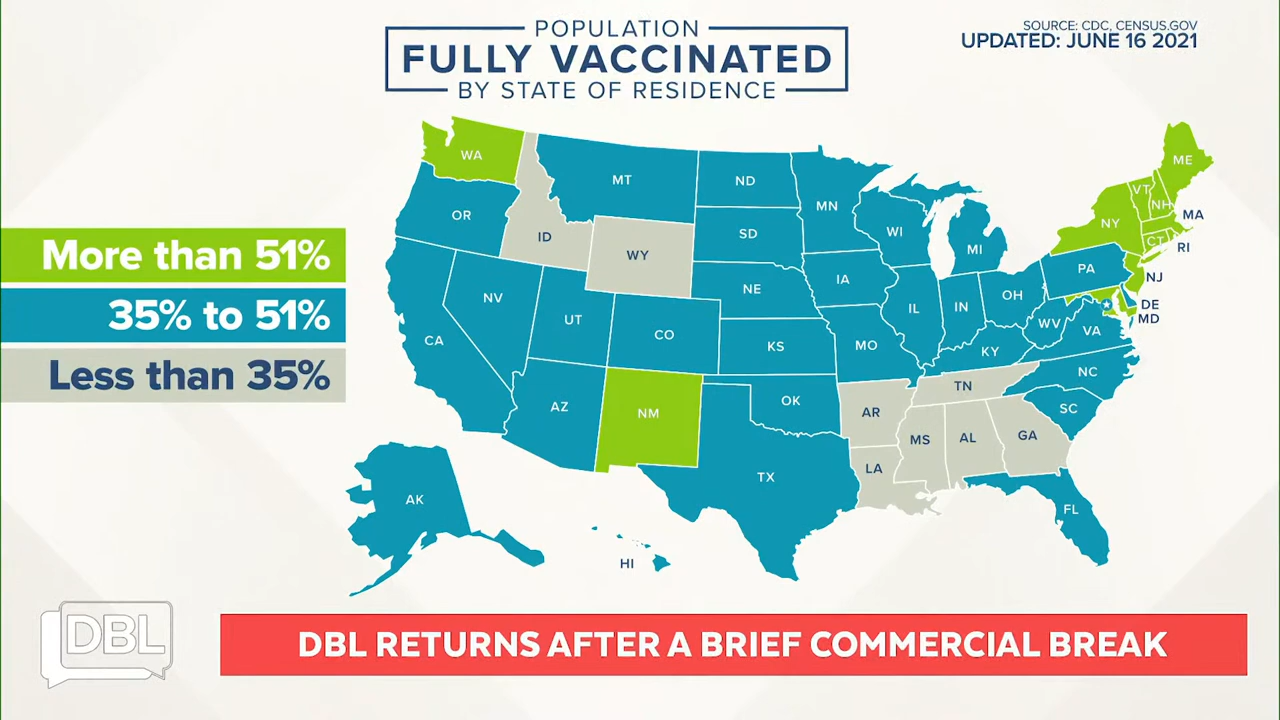 POPULATION
FULLY VACCINATED
BY STATE OF RESIDENCE
SOURCE: CDC, CENSUS.GOV
UPDATED: JUNE 16 2021
More than 51%
35% to 51%
Less than 35%
WA
MT
ND
MN
OR
ID
WY
SD
WI
MI
NY
VT
NH
ME
MA
CT
RI
NV
UT
CO
NE
IA
IL
IN
OH
PA
NJ
DE
MD
CA
KS
MO
KY
WV
VA
AZ
NM
OK
AR
TN
NC
SC
TX
LA
MS
AL
GA
FL
AK
HI
DBL
DBL RETURNS AFTER A BRIEF COMMERCIAL BREAK